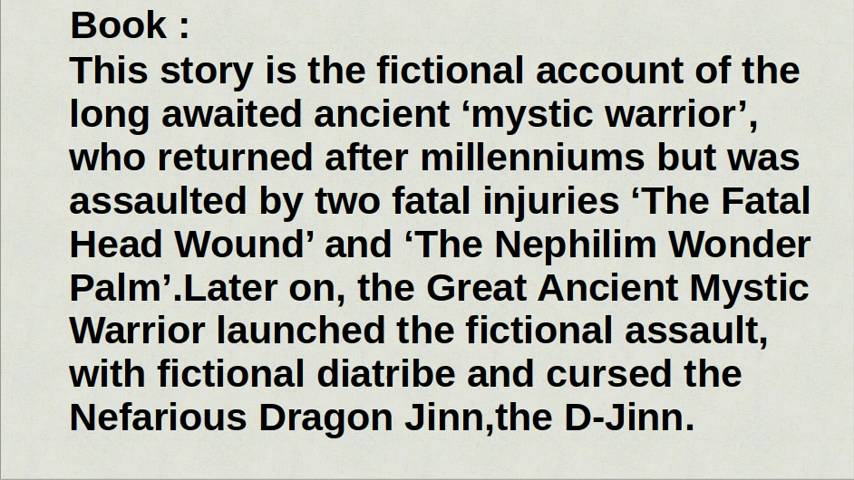 Book :
This story is the fictional account of the
long awaited ancient ‘mystic warrior’,
who returned after millenniums but was
assaulted by two fatal injuries ‘The Fatal
Head Wound’ and ‘The Nephilim Wonder
Palm’.Later on, the Great Ancient Mystic
Warrior launched the fictional assault,
with fictional diatribe and cursed the
Nefarious Dragon Jinn,the D-Jinn.